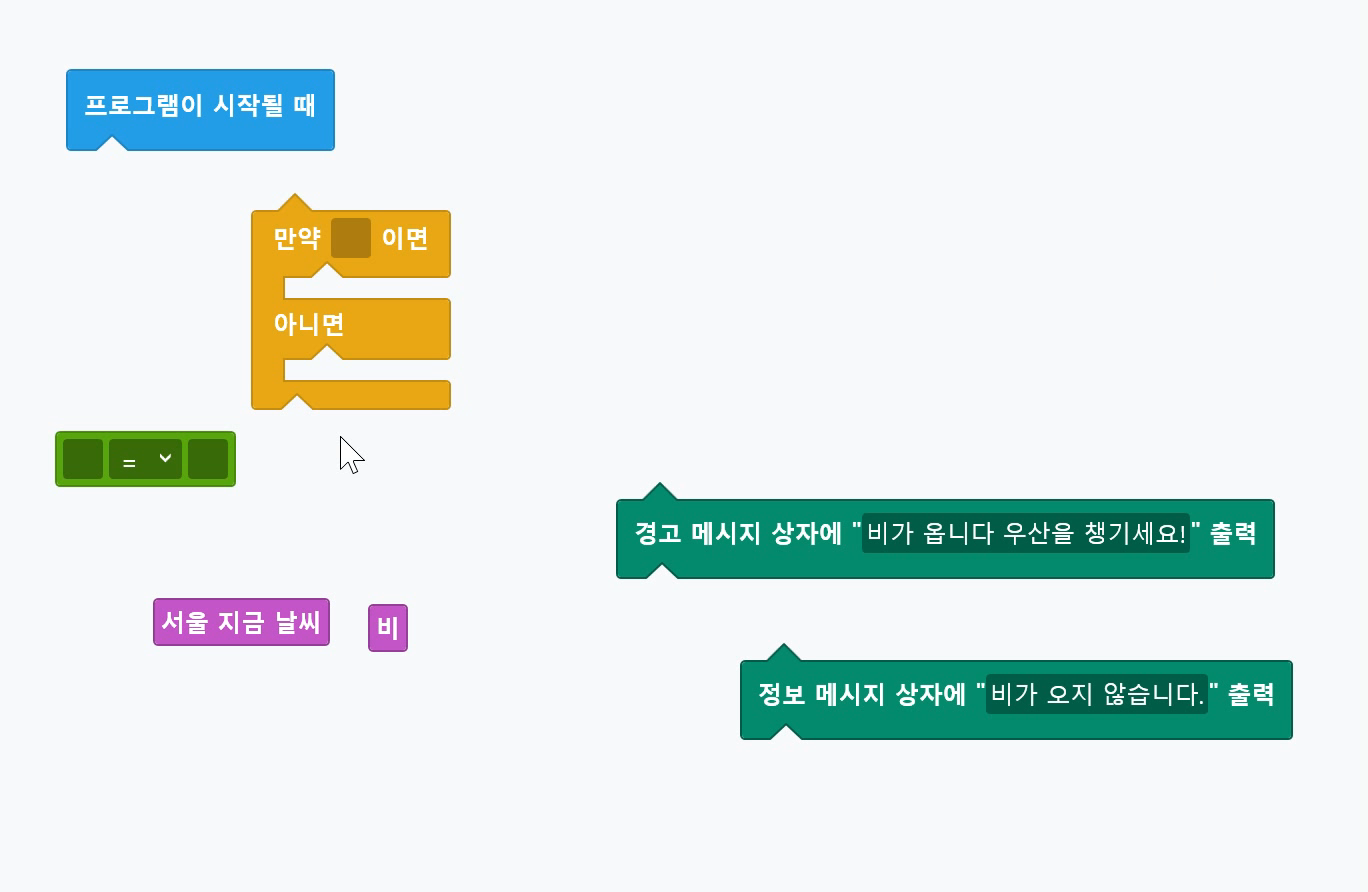 프로그램이 시작될 때
만약 이면
아니면
=
경고 메시지 상자에 "비가 옵니다 우산을 챙기세요!" 출력
서울 지금 날씨
비
정보 메시지 상자에 "비가 오지 않습니다." 출력